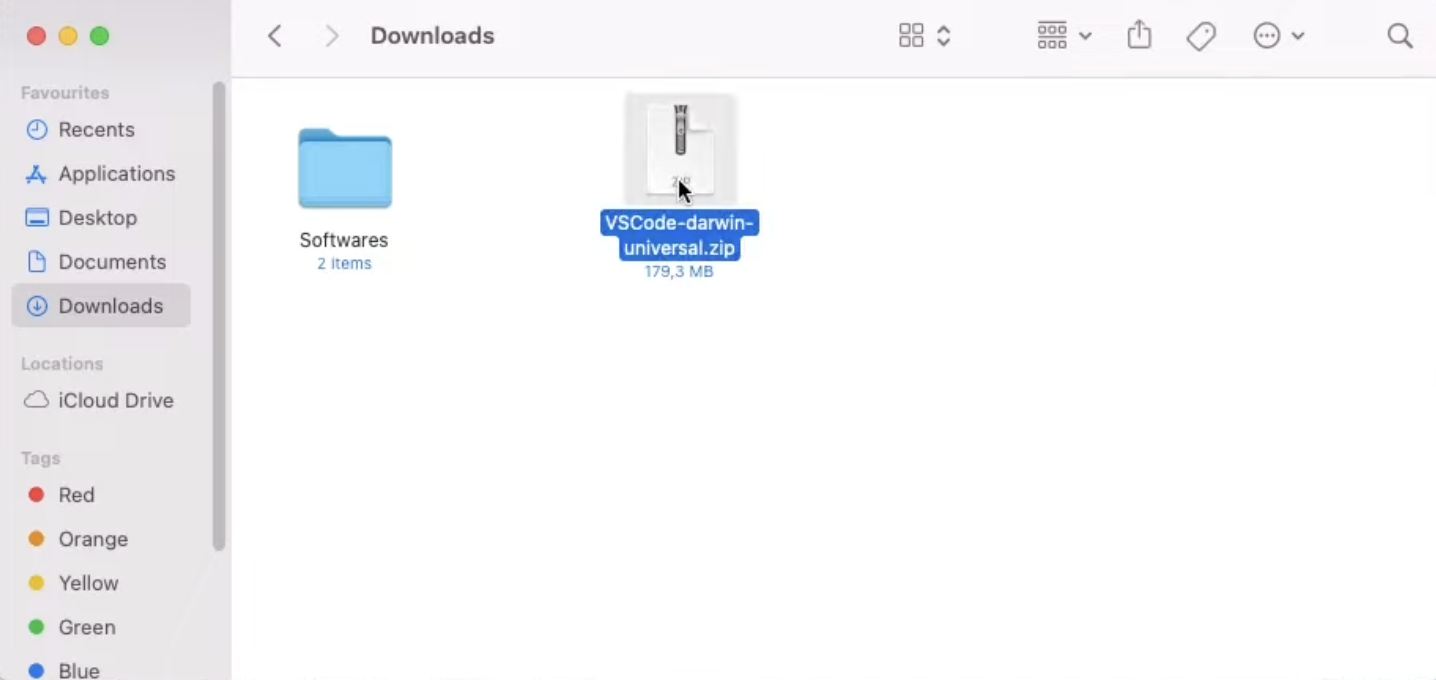 Downloads
Favourites
Recents
Applications
Desktop
Documents
Downloads
Locations
iCloud Drive
Tags
Red
Orange
Yellow
Green
Blue
Softwares
2 items
ZIP
VSCode-darwin-
universal.zip
179,3 MB